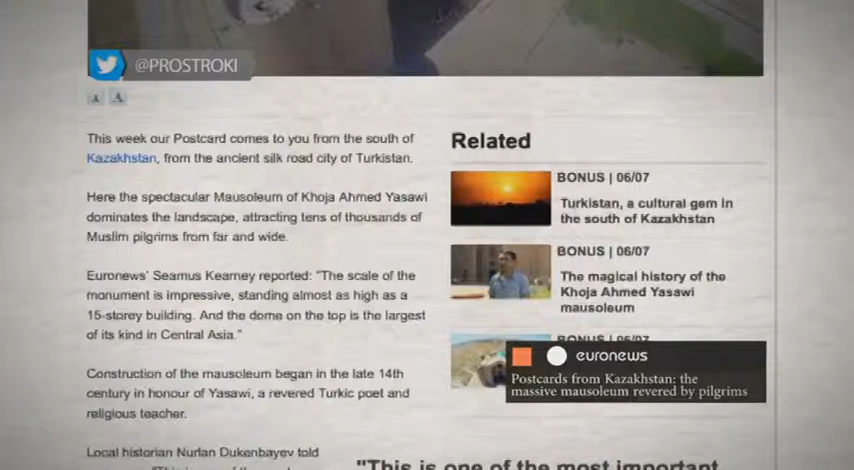 @PROSTROKI
A A
This week our Postcard comes to you from the south of
Kazakhstan, from the ancient silk road city of Turkistan.
Here the spectacular Mausoleum of Khoja Ahmed Yasawi
dominates the landscape, attracting tens of thousands of
Muslim pilgrims from far and wide.
Euronews' Seamus Kearney reported: "The scale of the
monument is impressive, standing almost as high as a
15-storey building. And the dome on the top is the largest
of its kind in Central Asia."
Construction of the mausoleum began in the late 14th
century in honour of Yasawi, a revered Turkic poet and
religious teacher.
Local historian Nurlan Dukenbayev told
Related
BONUS | 06/07
Turkistan, a cultural gem in
the south of Kazakhstan
BONUS | 06/07
The magical history of the
Khoja Ahmed Yasawi
mausoleum
BONUS | 06/07
euronews
Postcards from Kazakhstan: the
massive mausoleum revered by pilgrims
"This is one of the most important